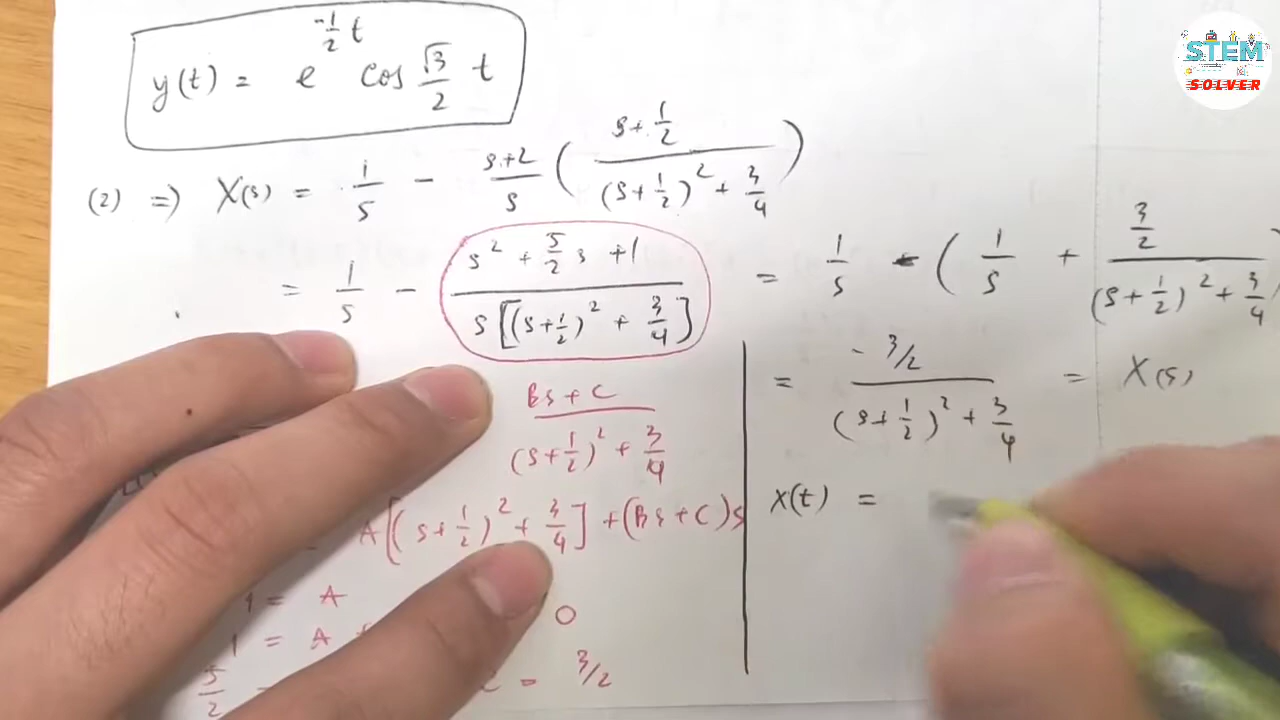 STEM
SOLVER
y(t) = e^{-1/2 t} cos √3/2 t
(2) ⇒ X(s) = 1/s - s+2/s ( s+1/2 / (s+1/2)² + 3/4 )
= 1/s - s² + 5/2 s + 1 / s[(s+1/2)² + 3/4] = 1/s - ( 1/s + 3/2 / (s+1/2)² + 3/4
= -3/2 / (s+1/2)² + 3/4 = X(s)
x(t) =
Bs + C / (s+1/2)² + 3/4
A[(s+1/2)² + 3/4] + (Bs+C)s
1 = A
1 = A
0
5/2
= 3/2